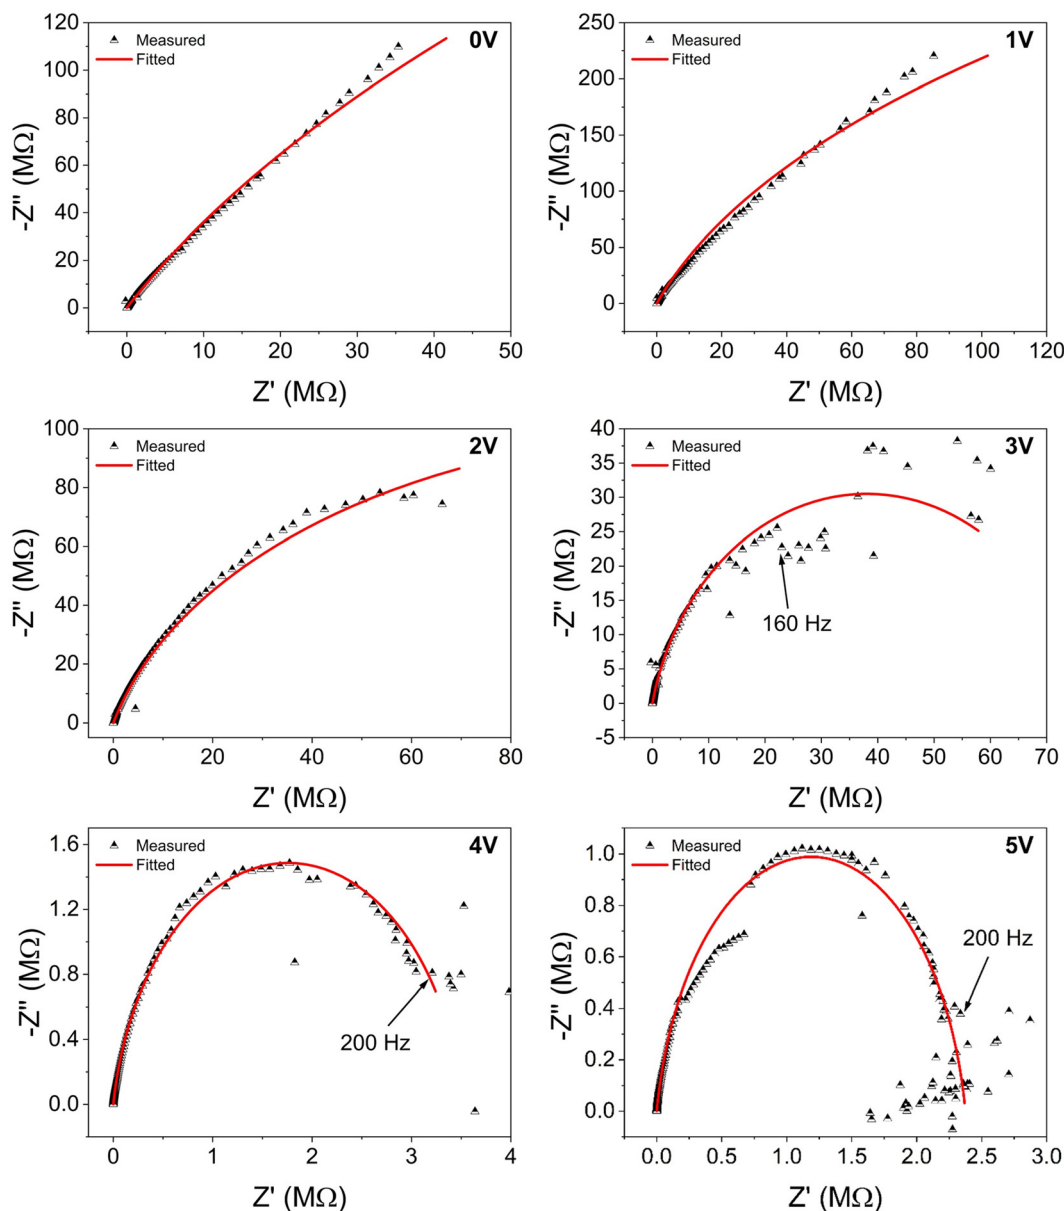 0V
Measured
Fitted
120
100
80
60
40
20
0
-Z'' (MΩ)
0 10 20 30 40 50
Z' (MΩ)
1V
Measured
Fitted
250
200
150
100
50
0
-Z'' (MΩ)
0 20 40 60 80 100 120
Z' (MΩ)
2V
Measured
Fitted
100
80
60
40
20
0
-Z'' (MΩ)
0 20 40 60 80
Z' (MΩ)
3V
Measured
Fitted
40
35
30
25
20
15
10
5
0
-5
-Z'' (MΩ)
160 Hz
0 10 20 30 40 50 60 70
Z' (MΩ)
4V
Measured
Fitted
1.6
1.2
0.8
0.4
0.0
-Z'' (MΩ)
200 Hz
0 1 2 3 4
Z' (MΩ)
5V
Measured
Fitted
1.0
0.8
0.6
0.4
0.2
0.0
-Z'' (MΩ)
200 Hz
0.0 0.5 1.0 1.5 2.0 2.5 3.0
Z' (MΩ)